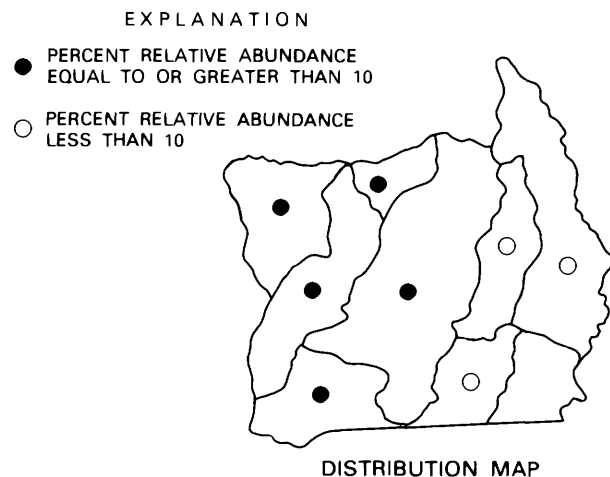 EXPLANATION
PERCENT RELATIVE ABUNDANCE
EQUAL TO OR GREATER THAN 10
PERCENT RELATIVE ABUNDANCE
LESS THAN 10
DISTRIBUTION MAP